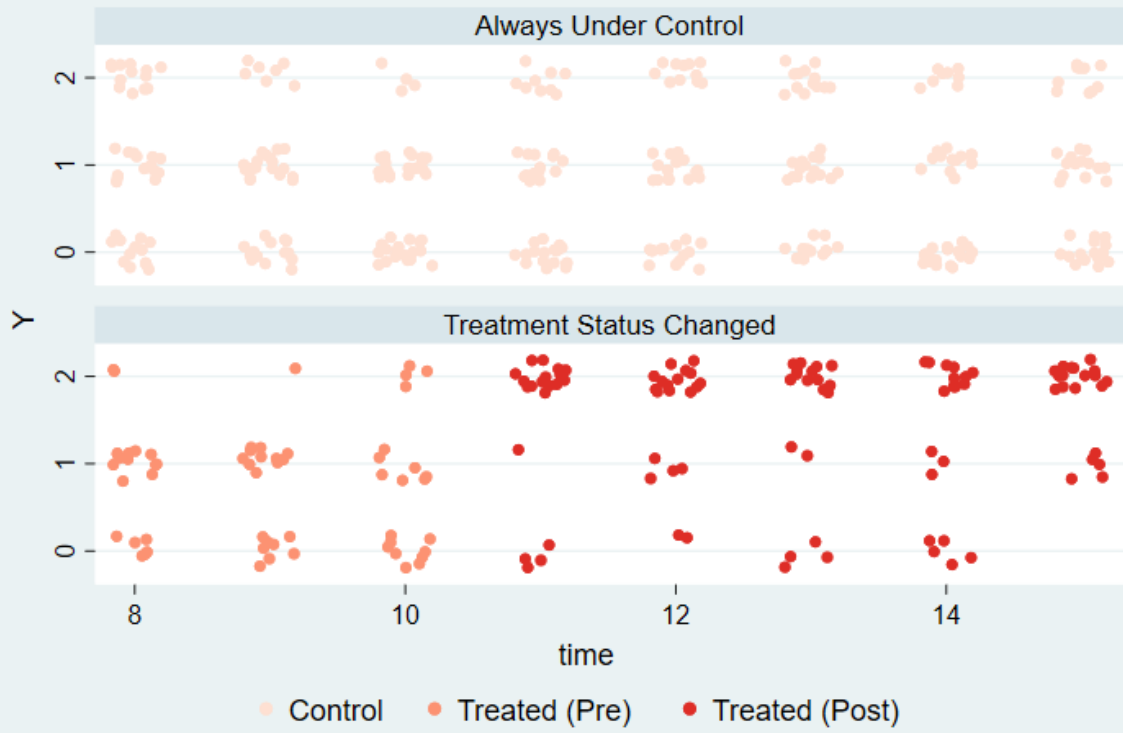 Always Under Control
2
1
0
Y
Treatment Status Changed
2
1
0
8 10 12 14
time
Control Treated (Pre) Treated (Post)